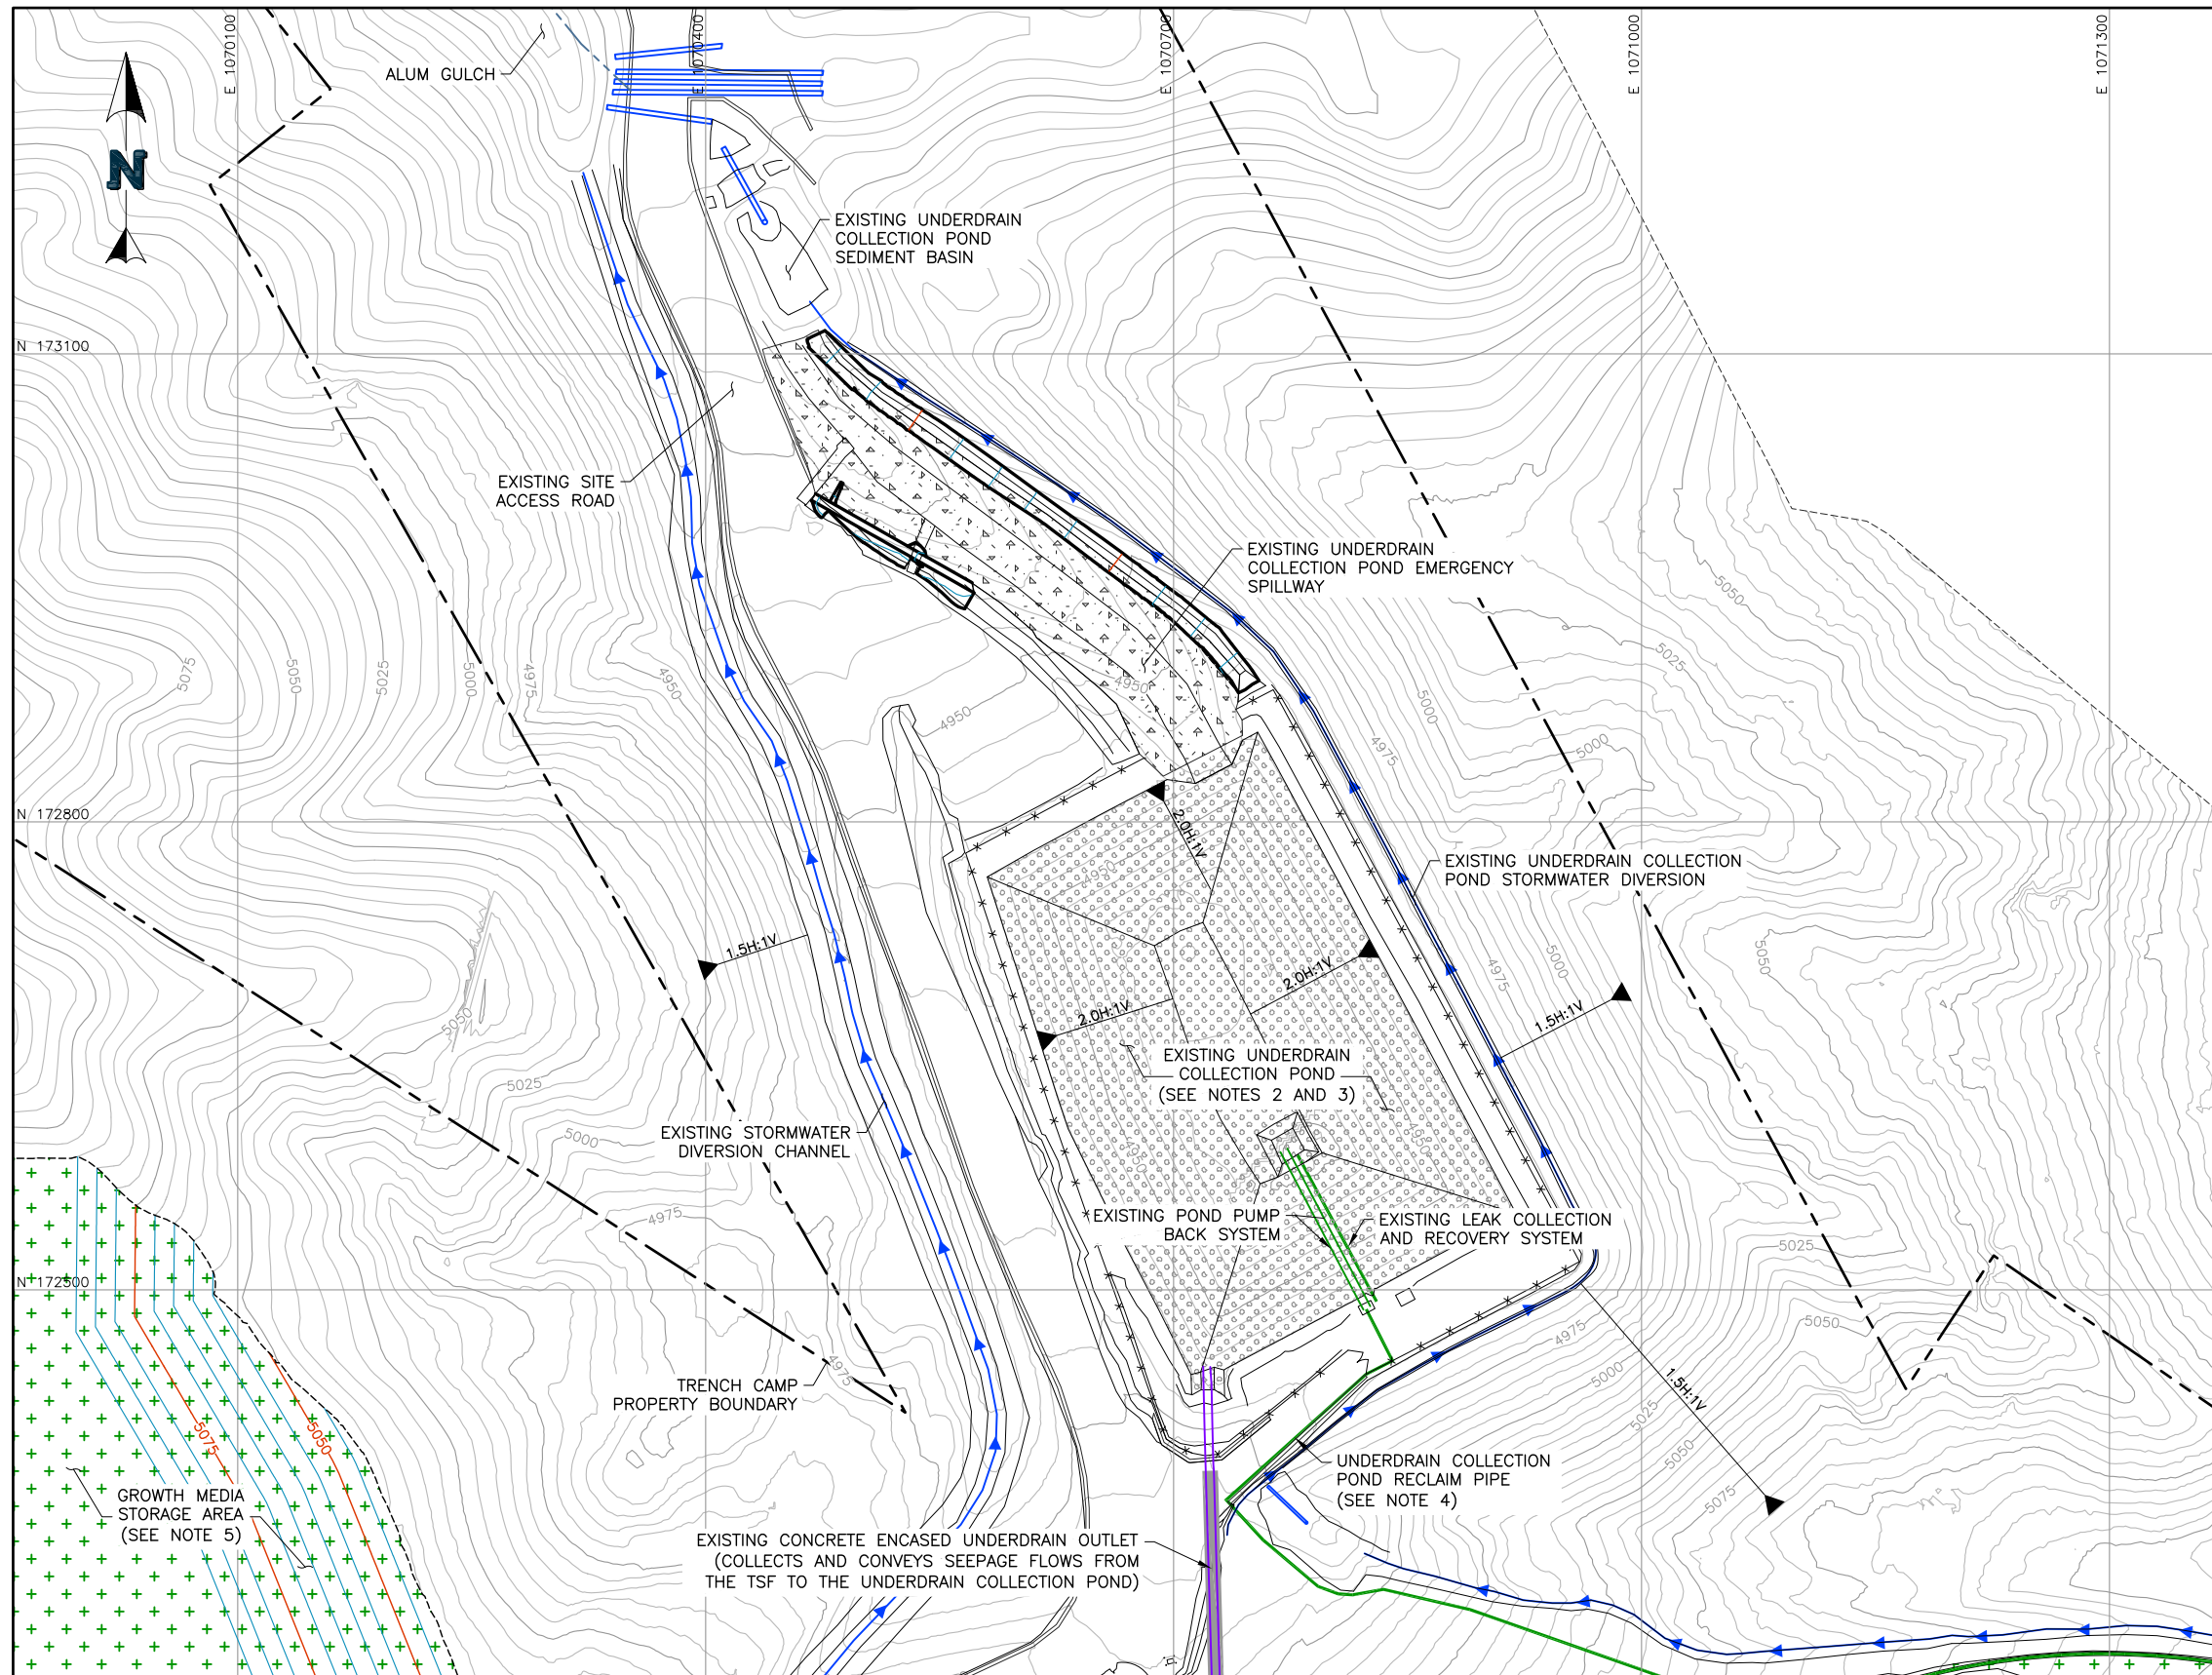 E 1070100
E 1070400
E 1070700
E 1071000
E 1071300
ALUM GULCH
N
EXISTING UNDERDRAIN
COLLECTION POND
SEDIMENT BASIN
N 173100
EXISTING SITE
ACCESS ROAD
EXISTING UNDERDRAIN
COLLECTION POND EMERGENCY
SPILLWAY
5050
5025
5075
5050
5025
5000
4975
4950
4950
4950
5000
4975
5000
N 172800
2.0H:1V
4950
EXISTING UNDERDRAIN COLLECTION
POND STORMWATER DIVERSION
1.5H:1V
2.0H:1V
4975
5000
5050
5050
2.0H:1V
1.5H:1V
EXISTING UNDERDRAIN
COLLECTION POND
(SEE NOTES 2 AND 3)
5025
5000
EXISTING STORMWATER
DIVERSION CHANNEL
4950
4950
4975
EXISTING POND PUMP
BACK SYSTEM
EXISTING LEAK COLLECTION
AND RECOVERY SYSTEM
5025
N 172500
5050
4975
4975
5000
TRENCH CAMP
PROPERTY BOUNDARY
1.5H:1V
5025
5075
5050
5050
5075
UNDERDRAIN COLLECTION
POND RECLAIM PIPE
(SEE NOTE 4)
GROWTH MEDIA
STORAGE AREA
(SEE NOTE 5)
EXISTING CONCRETE ENCASED UNDERDRAIN OUTLET
(COLLECTS AND CONVEYS SEEPAGE FLOWS FROM
THE TSF TO THE UNDERDRAIN COLLECTION POND)